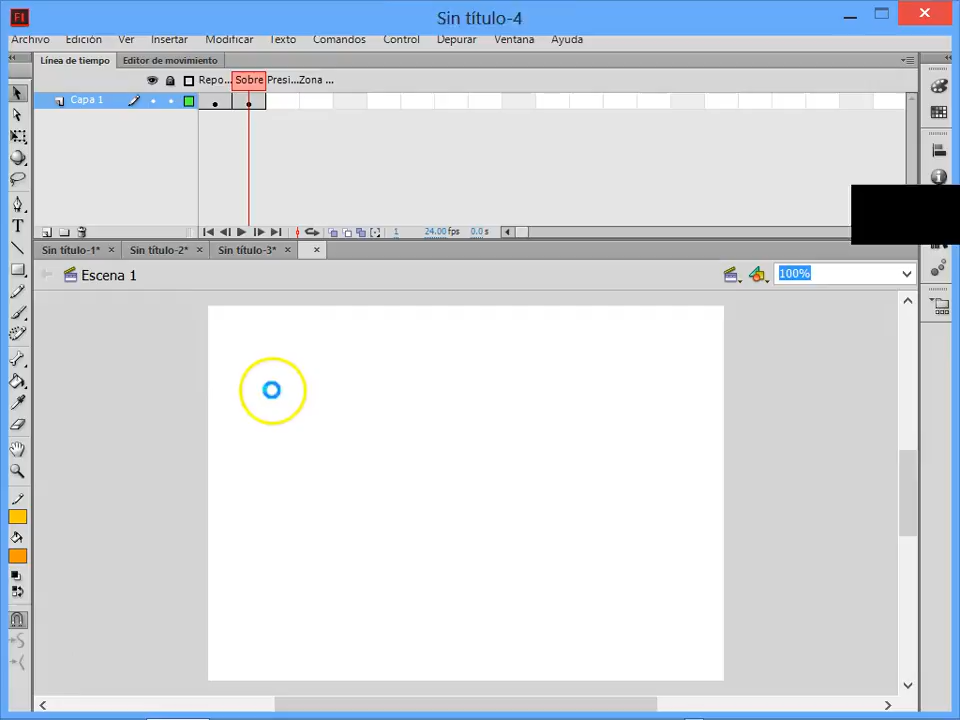 Fl
Sin título-4
Archivo Edición Ver Insertar Modificar Texto Comandos Control Depurar Ventana Ayuda
Línea de tiempo Editor de movimiento
Repo... Sobre Presi... Zona ...
Capa 1
1 24.00 fps 0.0 s
Sin título-1* Sin título-2* Sin título-3*
Escena 1 100%